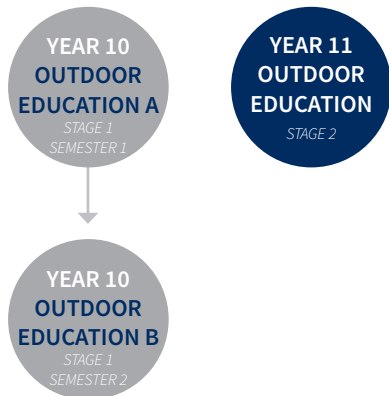 YEAR 10
OUTDOOR
EDUCATION A
STAGE 1
SEMESTER 1
YEAR 11
OUTDOOR
EDUCATION
STAGE 2
YEAR 10
OUTDOOR
EDUCATION B
STAGE 1
SEMESTER 2